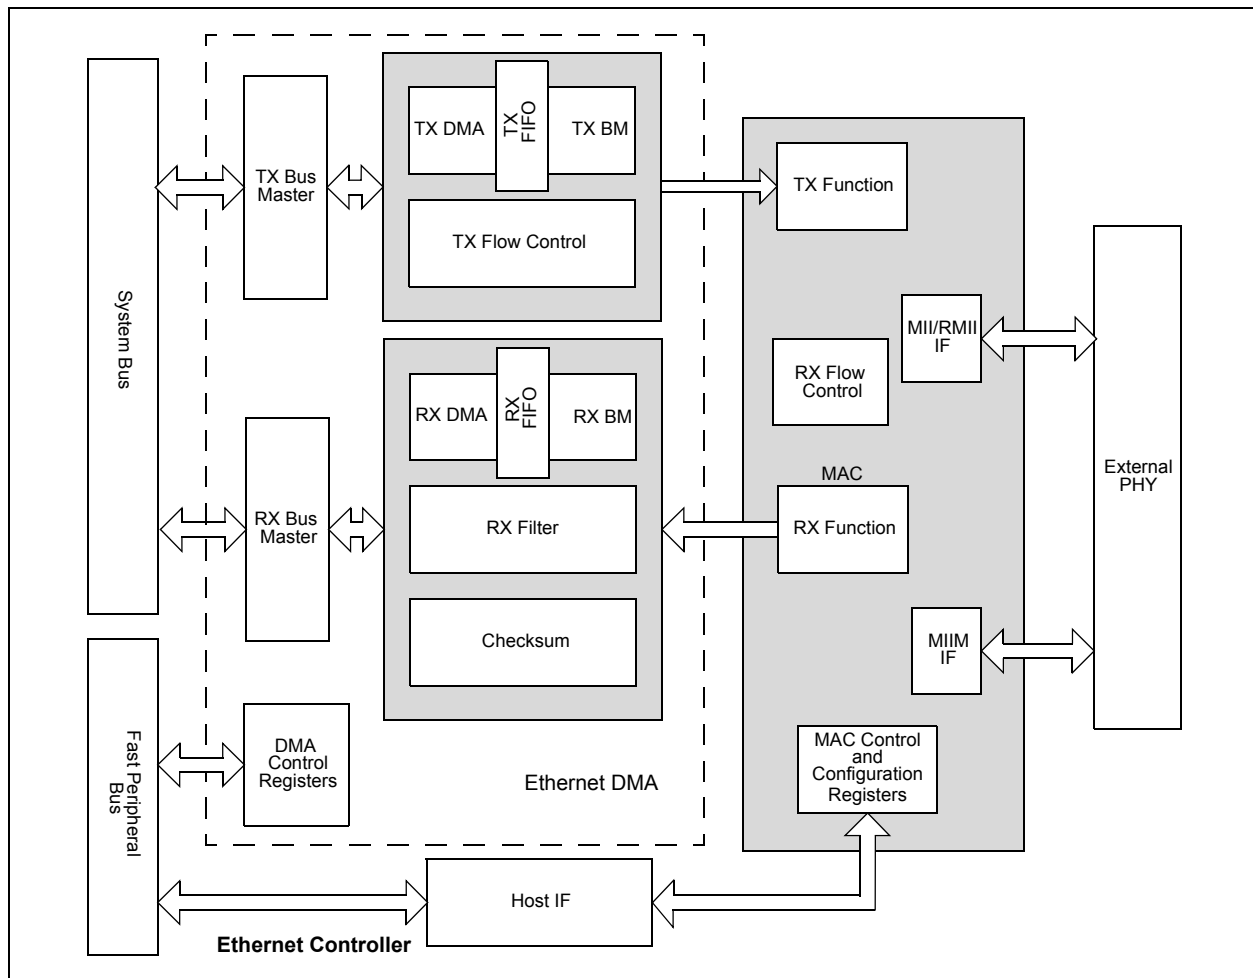 System Bus
TX Bus
Master
TX DMA
TX
FIFO
TX BM
TX Flow Control
TX Function
MII/RMII
IF
RX Flow
Control
RX Bus
Master
RX DMA
RX
FIFO
RX BM
RX Filter
Checksum
MAC
RX Function
External
PHY
MIIM
IF
Fast Peripheral
Bus
DMA
Control
Registers
Ethernet DMA
MAC Control
and
Configuration
Registers
Host IF
Ethernet Controller